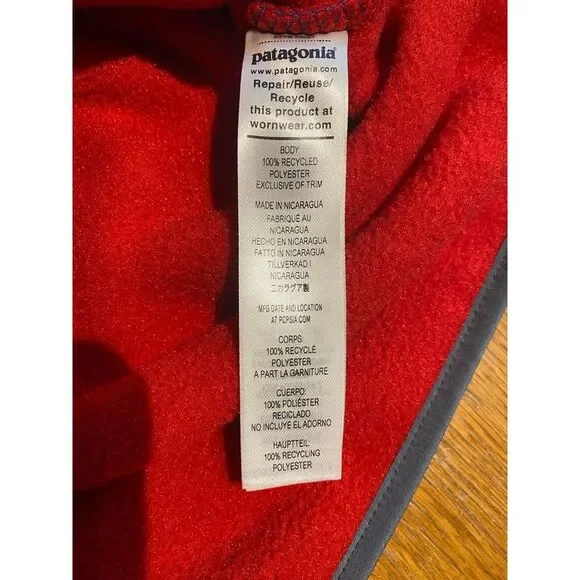 patagonia®
www.patagonia.com
Repair/Reuse/
Recycle
this product at
wornwear.com
BODY:
100% RECYCLED
POLYESTER
EXCLUSIVE OF TRIM
MADE IN NICARAGUA
FABRIQUÉ AU
NICARAGUA
HECHO EN NICARAGUA
FATTO IN NICARAGUA
TILLVERKAD I
NICARAGUA
ニカラグア製
MFG DATE AND LOCATION
AT PCPSIA.COM
CORPS:
100% RECYCLÉ
POLYESTER
A PART LA GARNITURE
CUERPO:
100% POLIÉSTER
RECICLADO
NO INCLUYE EL ADORNO
HAUPTTEIL:
100% RECYCLING
POLYESTER